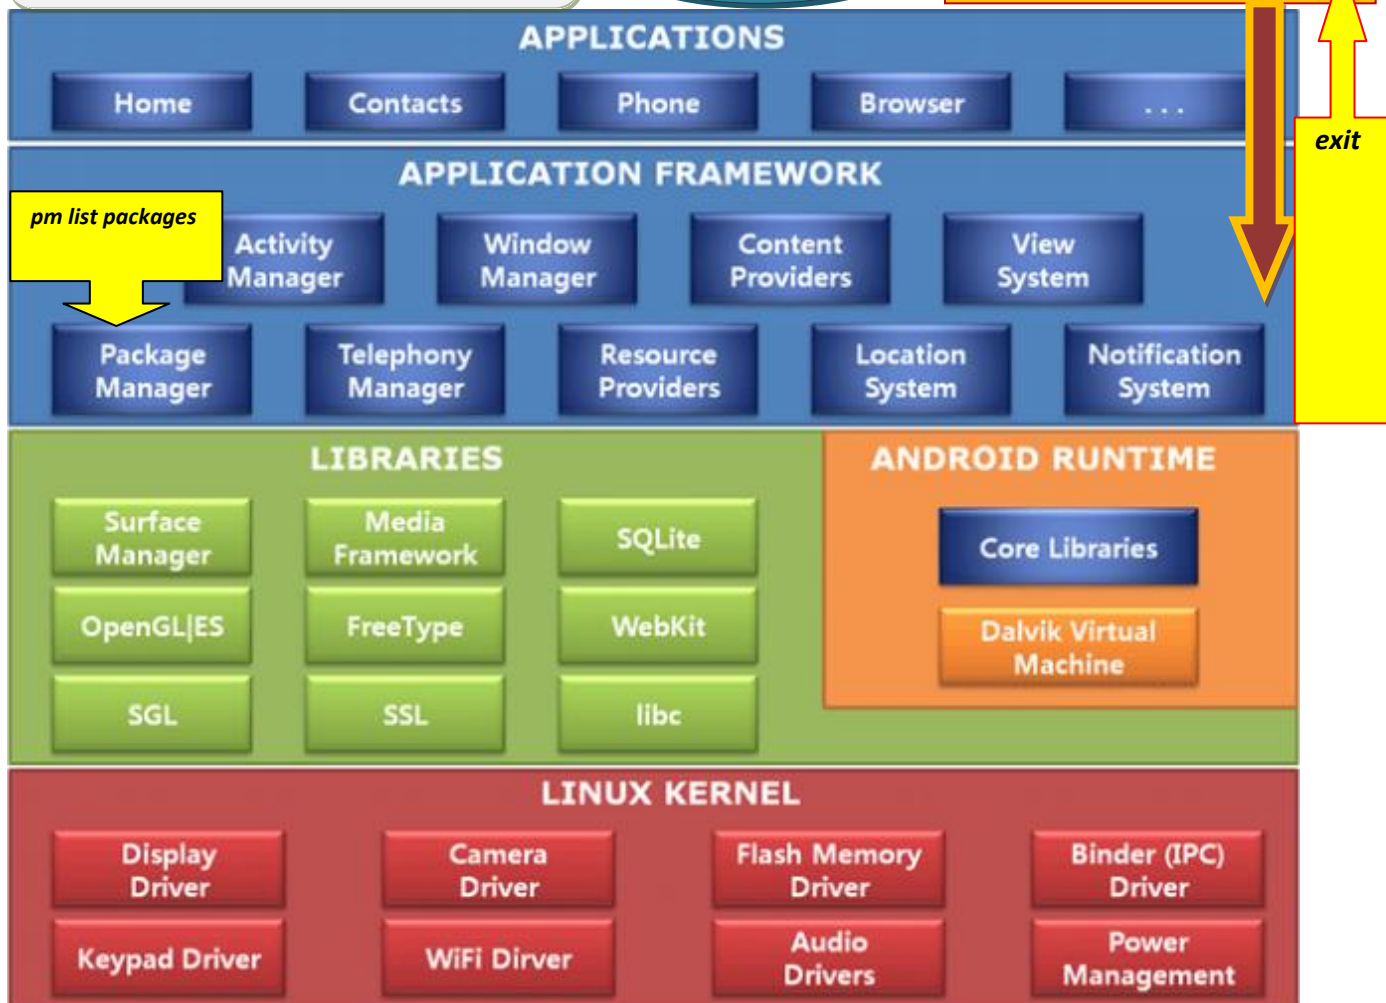 APPLICATIONS
Home
Contacts
Phone
Browser
...
exit
APPLICATION FRAMEWORK
pm list packages
Activity
Manager
Window
Manager
Content
Providers
View
System
Package
Manager
Telephony
Manager
Resource
Providers
Location
System
Notification
System
LIBRARIES
Surface
Manager
Media
Framework
SQLite
OpenGL|ES
FreeType
WebKit
SGL
SSL
libc
ANDROID RUNTIME
Core Libraries
Dalvik Virtual
Machine
LINUX KERNEL
Display
Driver
Camera
Driver
Flash Memory
Driver
Binder (IPC)
Driver
Keypad Driver
WiFi Dirver
Audio
Drivers
Power
Management